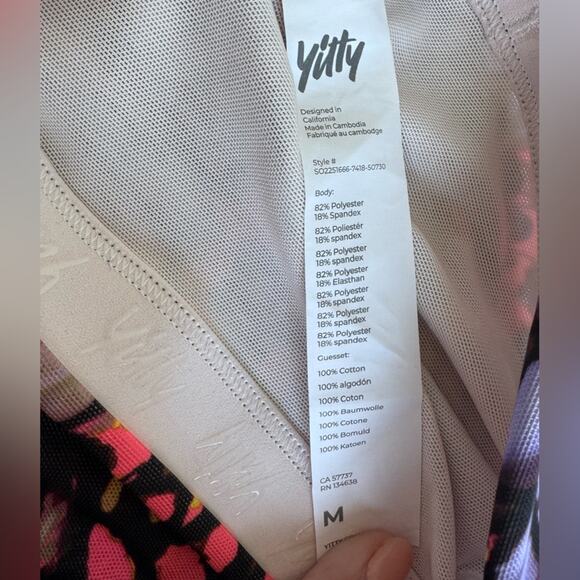 Yitty
Designed in
California
Made in Cambodia
Fabriqué au cambodge
Style #
SO2251666-7418-50730
Body:
82% Polyester
18% Spandex
82% Poliestér
18% spandex
82% Polyester
18% spandex
82% Polyester
18% Elasthan
82% Polyester
18% spandex
82% Polyester
18% spandex
82% Polyester
18% spandex
Guesset:
100% Cotton
100% algodón
100% Coton
100% Baumwolle
100% Cotone
100% Bomuld
100% Katoen
CA 57737
RN 134638
M